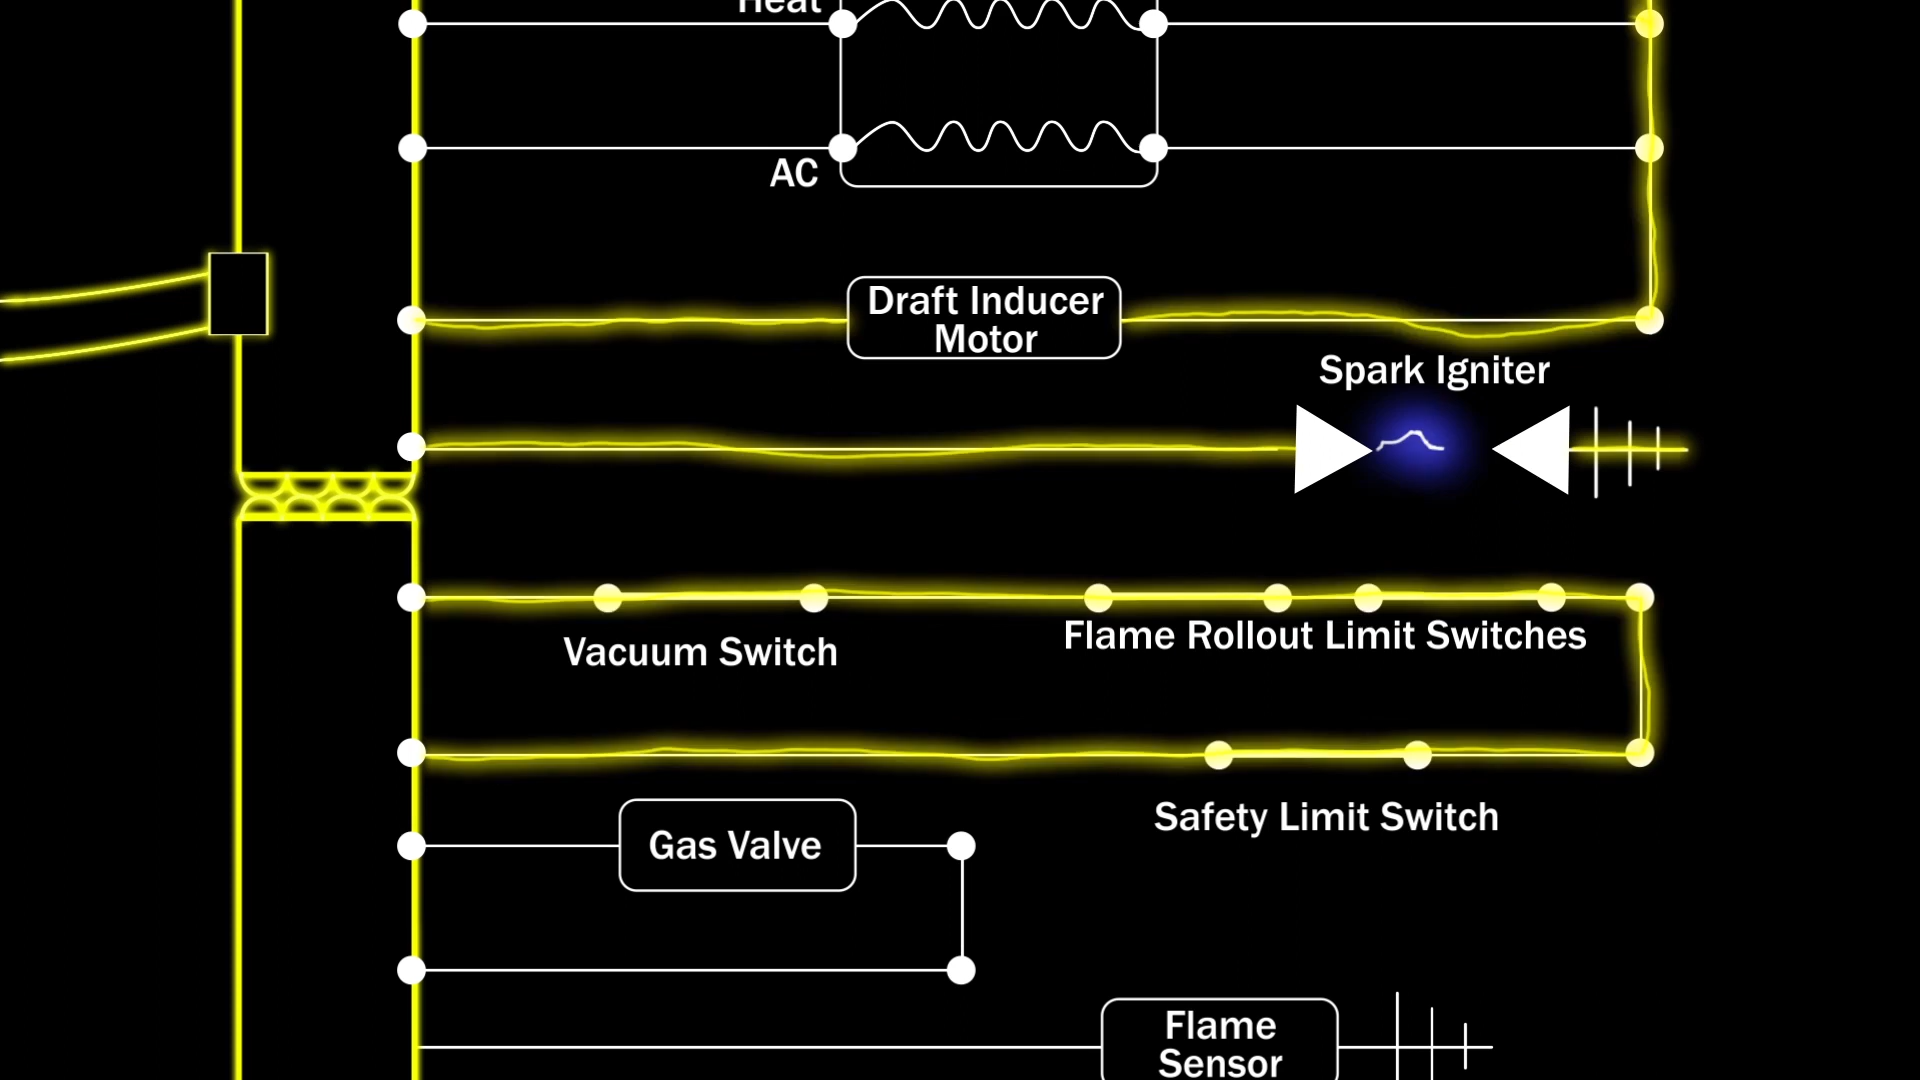 Heat
AC
Draft Inducer
Motor
Spark Igniter
Vacuum Switch
Flame Rollout Limit Switches
Safety Limit Switch
Gas Valve
Flame
Sensor